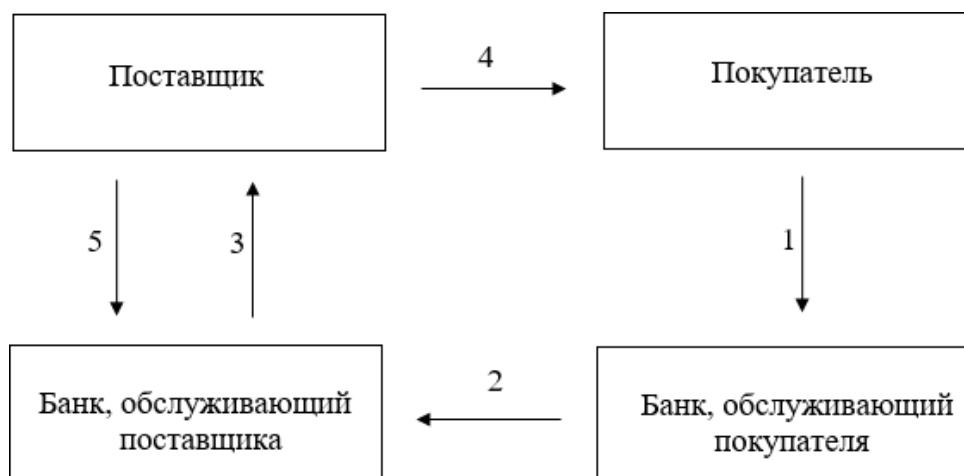 Поставщик
4
Покупатель
5
3
1
Банк, обслуживающий
поставщика
2
Банк, обслуживающий
покупателя